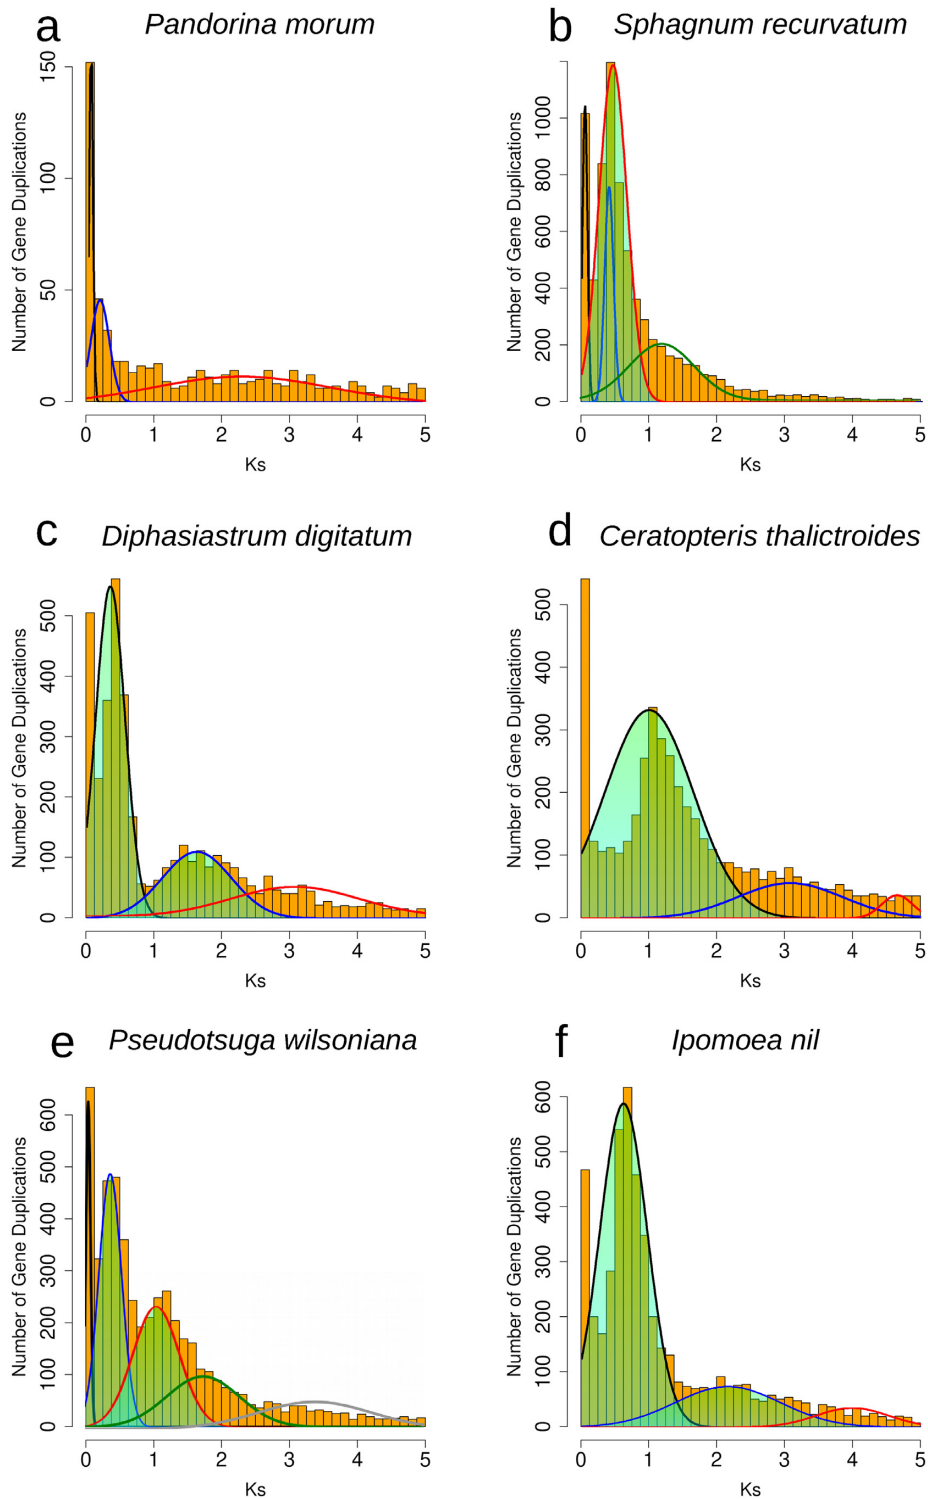 a Pandorina morum
Number of Gene Duplications
0 50 100 150
0 1 2 3 4 5
Ks
b Sphagnum recurvatum
Number of Gene Duplications
0 200 400 600 800 1000
0 1 2 3 4 5
Ks
c Diphasiastrum digitatum
Number of Gene Duplications
0 100 200 300 400 500
0 1 2 3 4 5
Ks
d Ceratopteris thalictroides
Number of Gene Duplications
0 100 200 300 400 500
0 1 2 3 4 5
Ks
e Pseudotsuga wilsoniana
Number of Gene Duplications
0 100 200 300 400 500 600
0 1 2 3 4 5
Ks
f Ipomoea nil
Number of Gene Duplications
0 100 200 300 400 500 600
0 1 2 3 4 5
Ks